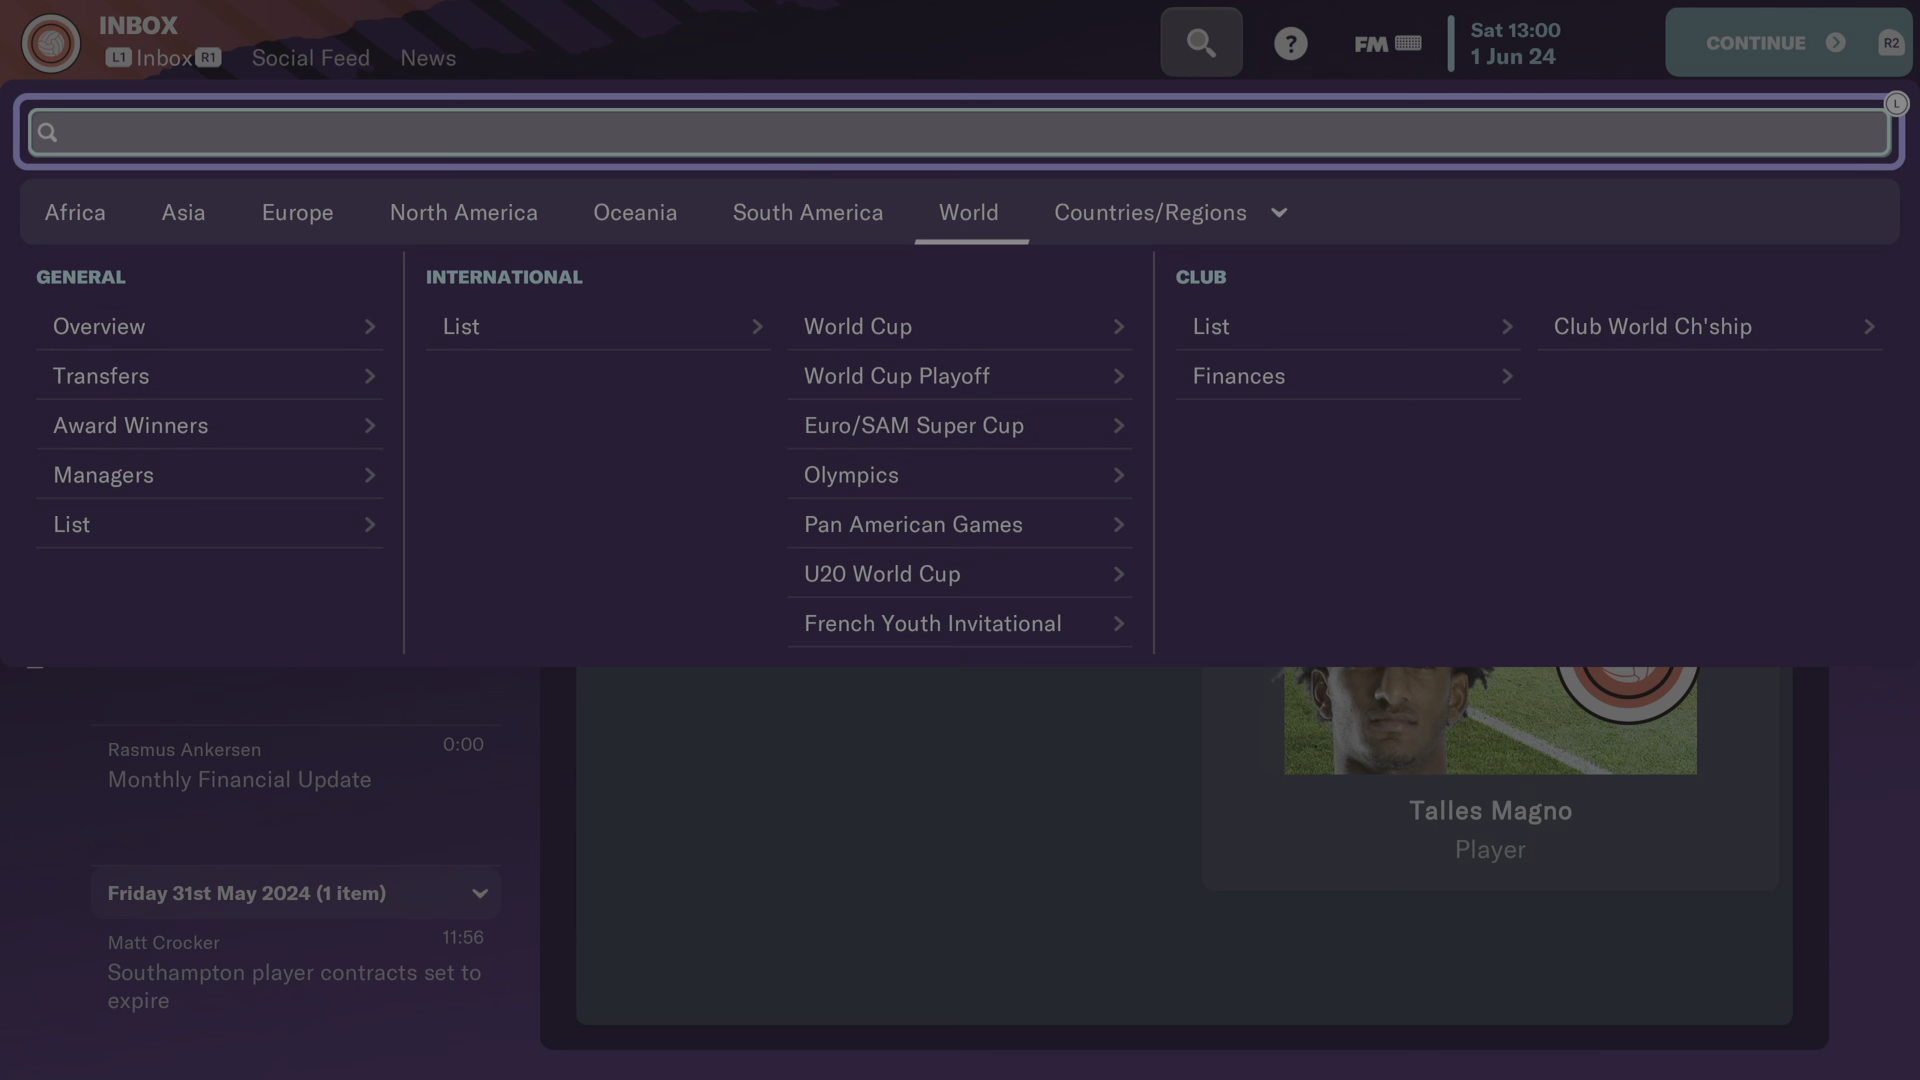 INBOX
L1 Inbox R1 Social Feed News
FM
Sat 13:00
1 Jun 24
CONTINUE R2
L
Africa Asia Europe North America Oceania South America World Countries/Regions
GENERAL
Overview
Transfers
Award Winners
Managers
List
INTERNATIONAL
List
World Cup
World Cup Playoff
Euro/SAM Super Cup
Olympics
Pan American Games
U20 World Cup
French Youth Invitational
CLUB
List
Finances
Club World Ch'ship
Rasmus Ankersen 0:00
Monthly Financial Update
Friday 31st May 2024 (1 item)
Matt Crocker 11:56
Southampton player contracts set to
expire
Talles Magno
Player